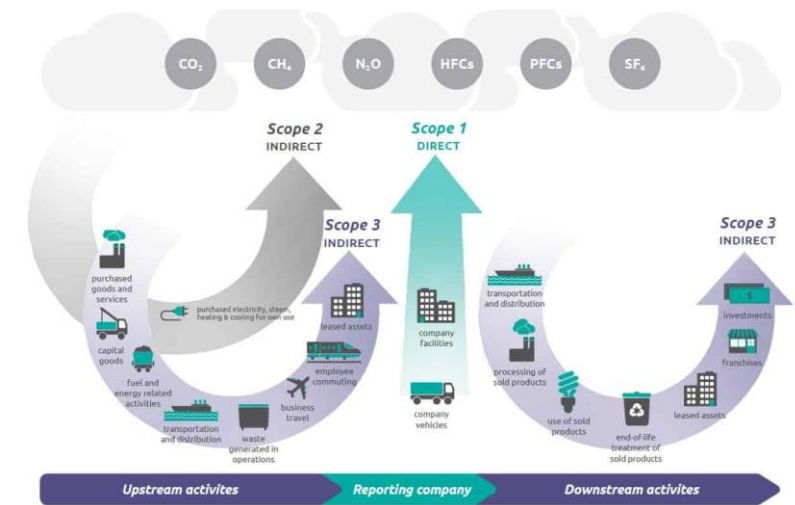 CO₂
CH₄
N₂O
HFCs
PFCs
SF₆
Scope 2
INDIRECT
Scope 1
DIRECT
Scope 3
INDIRECT
Scope 3
INDIRECT
purchased
goods and
services
capital
goods
fuel and
energy related
activities
transportation
and distribution
waste
generated in
operations
business
travel
employee
commuting
leased assets
purchased electricity, steam,
heating & cooling for own use
company
facilities
company
vehicles
transportation
and distribution
processing of
sold products
use of sold
products
end-of-life
treatment of
sold products
leased assets
franchises
$
investments
Upstream activites
Reporting company
Downstream activites